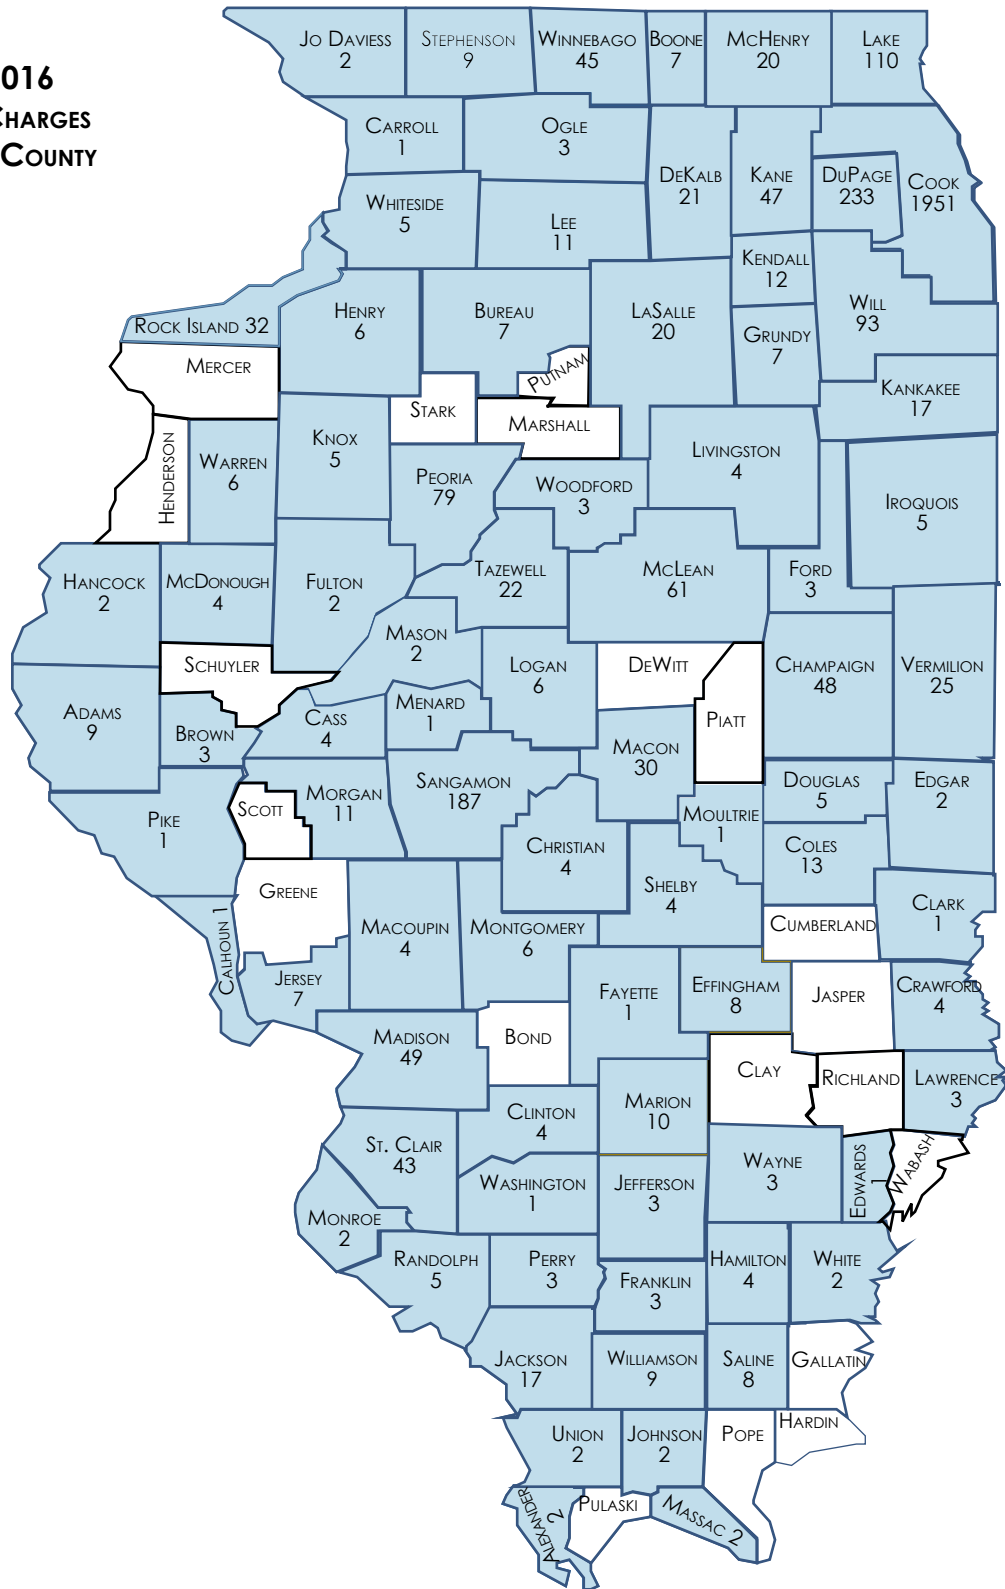 016
CHARGES
COUNTY
JO DAVIESS
2
STEPHENSON
9
WINNEBAGO
45
BOONE
7
MCHENRY
20
LAKE
110
CARROLL
1
OGLE
3
DEKALB
21
KANE
47
DUPAGE
233
COOK
1951
WHITESIDE
5
LEE
11
KENDALL
12
ROCK ISLAND 32
HENRY
6
BUREAU
7
LASALLE
20
GRUNDY
7
WILL
93
MERCER
PUTNAM
STARK
MARSHALL
KANKAKEE
17
HENDERSON
WARREN
6
KNOX
5
PEORIA
79
WOODFORD
3
LIVINGSTON
4
IROQUOIS
5
HANCOCK
2
MCDONOUGH
4
FULTON
2
TAZEWELL
22
MCLEAN
61
FORD
3
MASON
2
SCHUYLER
LOGAN
6
DEWITT
PIATT
CHAMPAIGN
48
VERMILION
25
ADAMS
9
BROWN
3
CASS
4
MENARD
1
MACON
30
PIKE
1
SCOTT
MORGAN
11
SANGAMON
187
CHRISTIAN
4
MOULTRIE
1
DOUGLAS
5
EDGAR
2
COLES
13
SHELBY
4
GREENE
CALHOUN 1
JERSEY
7
MACOUPIN
4
MONTGOMERY
6
CUMBERLAND
CLARK
1
FAYETTE
1
EFFINGHAM
8
JASPER
CRAWFORD
4
MADISON
49
BOND
CLAY
RICHLAND
LAWRENCE
3
ST. CLAIR
43
CLINTON
4
MARION
10
WAYNE
3
EDWARDS
1
WABASH
MONROE
2
WASHINGTON
1
JEFFERSON
3
RANDOLPH
5
PERRY
3
FRANKLIN
3
HAMILTON
4
WHITE
2
JACKSON
17
WILLIAMSON
9
SALINE
8
GALLATIN
UNION
2
JOHNSON
2
POPE
HARDIN
ALEXANDER
2
PULASKI
MASSAC 2